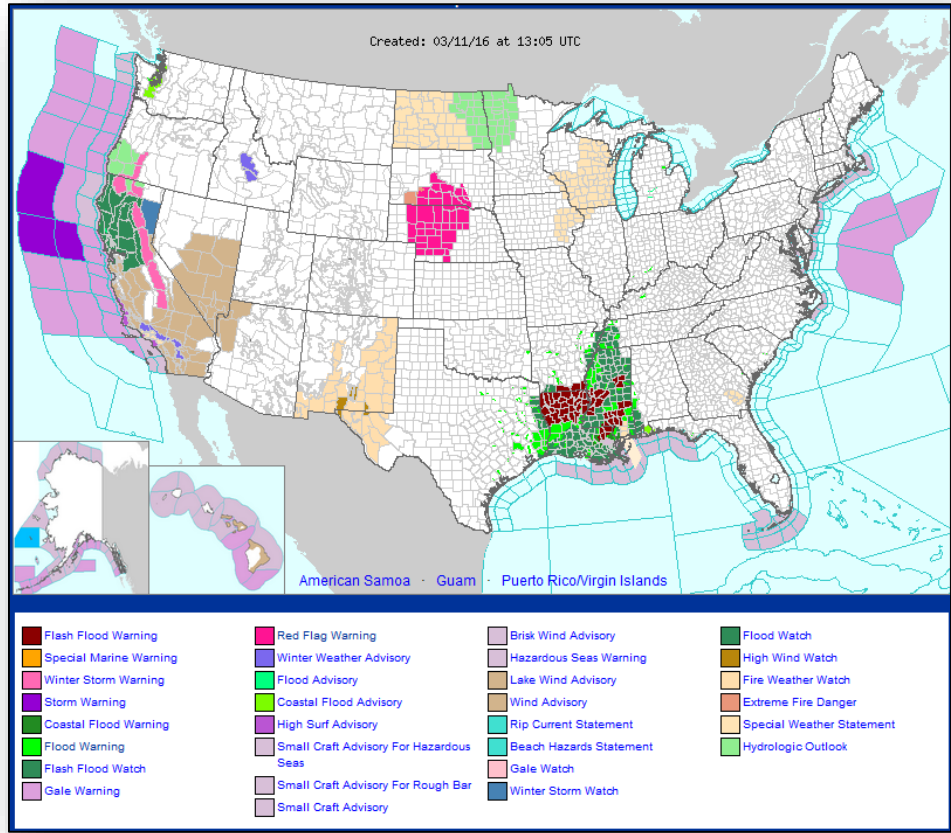 Created: 03/11/16 at 13:05 UTC
American Samoa - Guam - Puerto Rico/Virgin Islands
Flash Flood Warning
Special Marine Warning
Winter Storm Warning
Storm Warning
Coastal Flood Warning
Flood Warning
Flash Flood Watch
Gale Warning
Red Flag Warning
Winter Weather Advisory
Flood Advisory
Coastal Flood Advisory
High Surf Advisory
Small Craft Advisory For Hazardous
Seas
Small Craft Advisory For Rough Bar
Small Craft Advisory
Brisk Wind Advisory
Hazardous Seas Warning
Lake Wind Advisory
Wind Advisory
Rip Current Statement
Beach Hazards Statement
Gale Watch
Winter Storm Watch
Flood Watch
High Wind Watch
Fire Weather Watch
Extreme Fire Danger
Special Weather Statement
Hydrologic Outlook